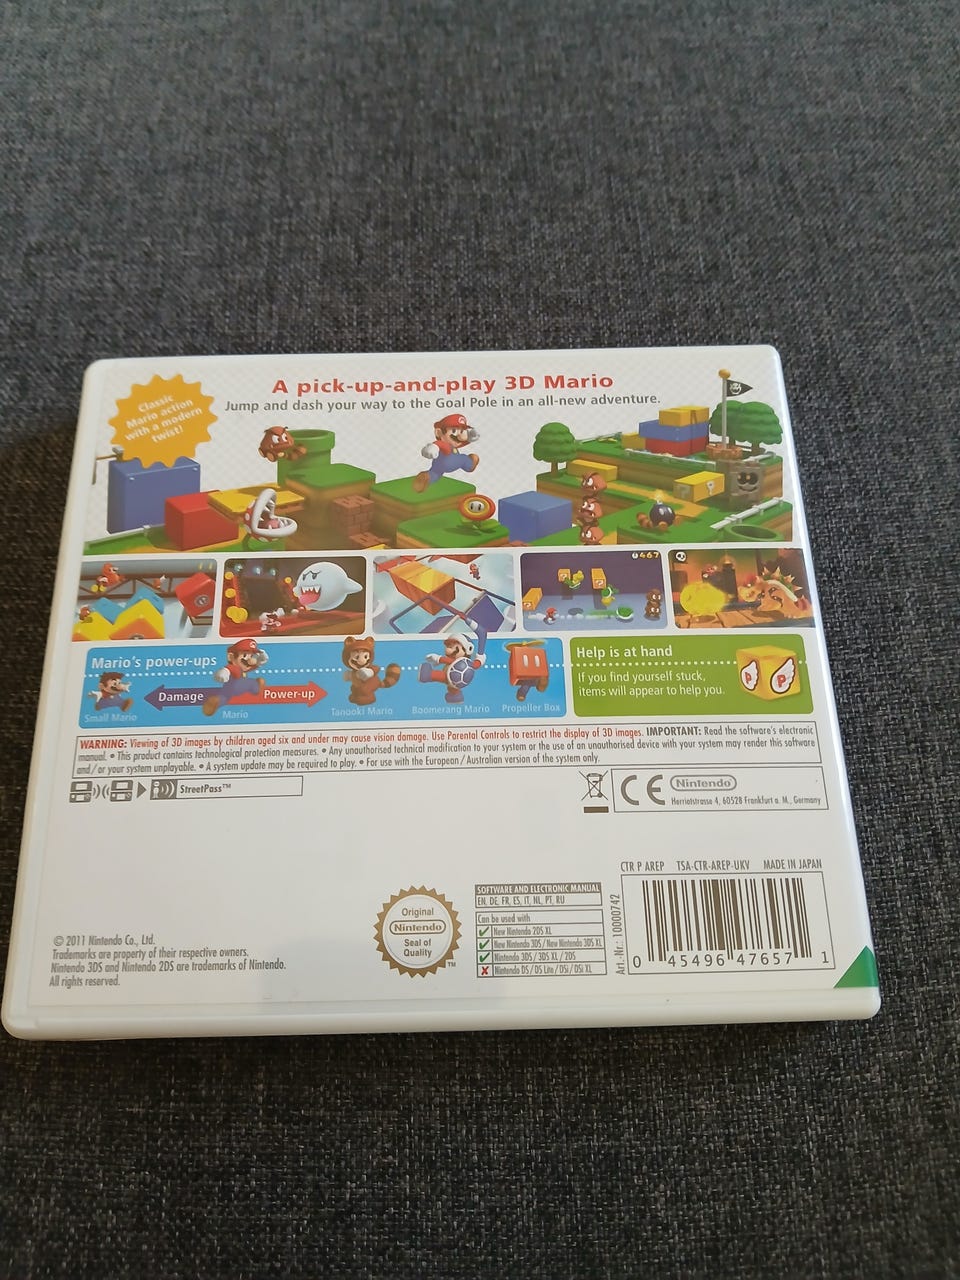 Classic
Mario action
with a modern
twist!
A pick-up-and-play 3D Mario
Jump and dash your way to the Goal Pole in an all-new adventure.
467
Mario's power-ups
Damage
Power-up
Small Mario
Mario
Tanooki Mario
Boomerang Mario
Propeller Box
Help is at hand
If you find yourself stuck,
items will appear to help you.
P P
WARNING: Viewing of 3D images by children aged six and under may cause vision damage. Use Parental Controls to restrict the display of 3D images. IMPORTANT: Read the software's electronic
manual. • This product contains technological protection measures. • Any unauthorised technical modification to your system or the use of an unauthorised device with your system may render this software
and / or your system unplayable. • A system update may be required to play. • For use with the European / Australian version of the system only.
StreetPass™
CE
Nintendo
Herriotstrasse 4, 60528 Frankfurt a. M., Germany
CTR P AREP TSA-CTR-AREP-UKV MADE IN JAPAN
Original
Nintendo
Seal of
Quality
TM
SOFTWARE AND ELECTRONIC MANUAL
EN, DE, FR, ES, IT, NL, PT, RU
Can be used with
New Nintendo 2DS XL
New Nintendo 3DS / New Nintendo 3DS XL
Nintendo 3DS / 3DS XL / 2DS
Nintendo DS / DS Lite / DSi / DSi XL
Art.-Nr.: 10000742
0 45496 47657 1
© 2011 Nintendo Co., Ltd.
Trademarks are property of their respective owners.
Nintendo 3DS and Nintendo 2DS are trademarks of Nintendo.
All rights reserved.